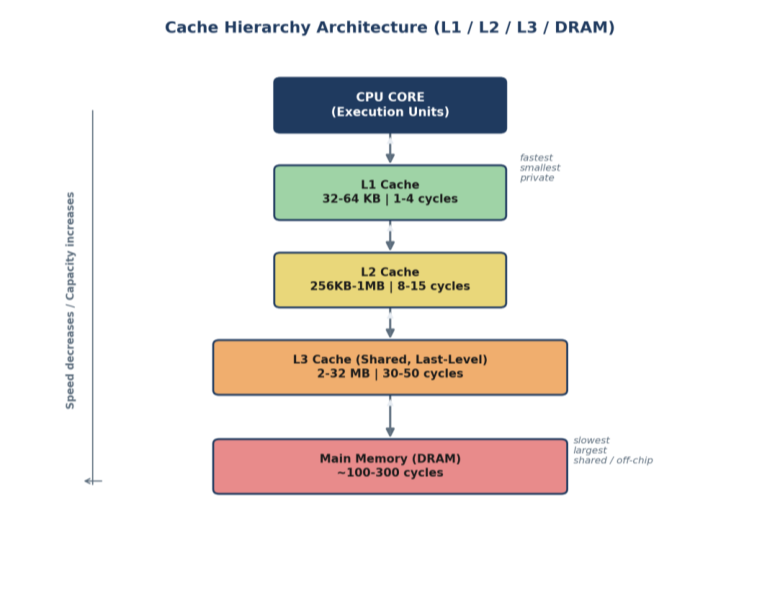 Cache Hierarchy Architecture (L1 / L2 / L3 / DRAM)
CPU CORE
(Execution Units)
fastest
smallest
private
L1 Cache
32-64 KB | 1-4 cycles
L2 Cache
256KB-1MB | 8-15 cycles
Speed decreases / Capacity increases
L3 Cache (Shared, Last-Level)
2-32 MB | 30-50 cycles
slowest
largest
shared / off-chip
Main Memory (DRAM)
~100-300 cycles